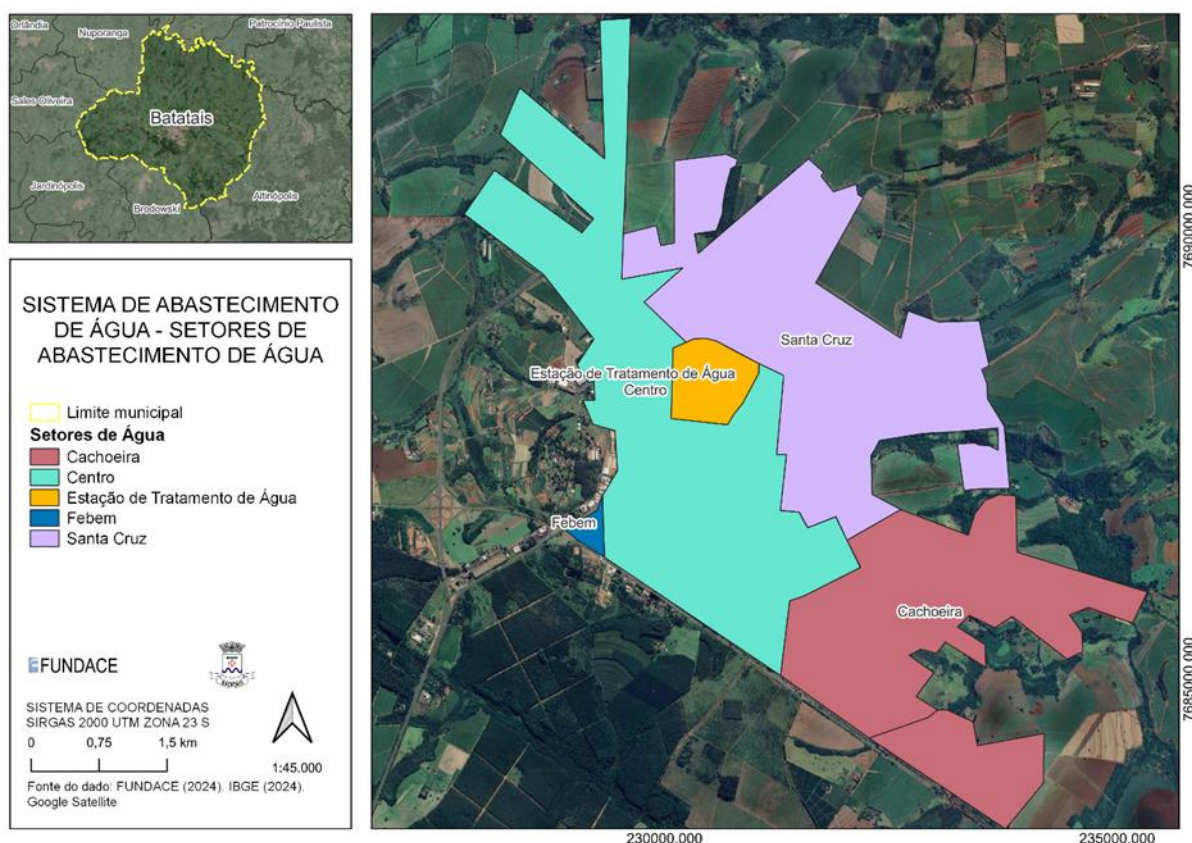 Orlândia
Nuporanga
Patrocínio Paulista
Sales Oliveira
Batatais
Jardinópolis
Brodowski
Altinópolis
SISTEMA DE ABASTECIMENTO
DE ÁGUA - SETORES DE
ABASTECIMENTO DE ÁGUA
Limite municipal
Setores de Água
Cachoeira
Centro
Estação de Tratamento de Água
Febem
Santa Cruz
FUNDACE
SISTEMA DE COORDENADAS
SIRGAS 2000 UTM ZONA 23 S
0 0,75 1,5 km
1:45.000
Fonte do dado: FUNDACE (2024). IBGE (2024).
Google Satellite
Santa Cruz
Estação de Tratamento de Água
Centro
Febem
Cachoeira
7690000.000
7685000.000
230000.000
235000.000